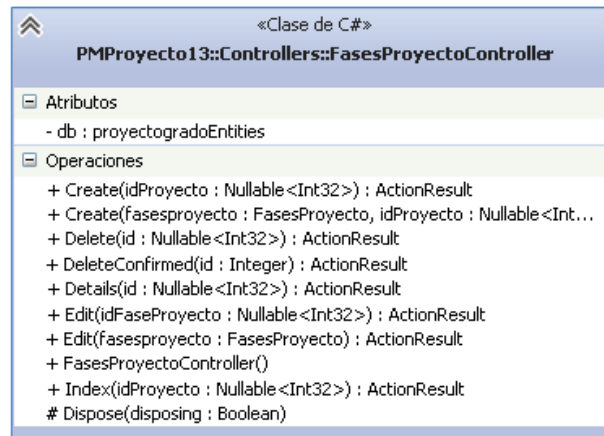 «Clase de C#»
PMProyecto13::Controllers::FasesProyectoController
Atributos
- db : proyectogradoEntities
Operaciones
+ Create(idProyecto : Nullable<Int32>) : ActionResult
+ Create(fasesproyecto : FasesProyecto, idProyecto : Nullable<Int...
+ Delete(id : Nullable<Int32>) : ActionResult
+ DeleteConfirmed(id : Integer) : ActionResult
+ Details(id : Nullable<Int32>) : ActionResult
+ Edit(idFaseProyecto : Nullable<Int32>) : ActionResult
+ Edit(fasesproyecto : FasesProyecto) : ActionResult
+ FasesProyectoController()
+ Index(idProyecto : Nullable<Int32>) : ActionResult
# Dispose(disposing : Boolean)